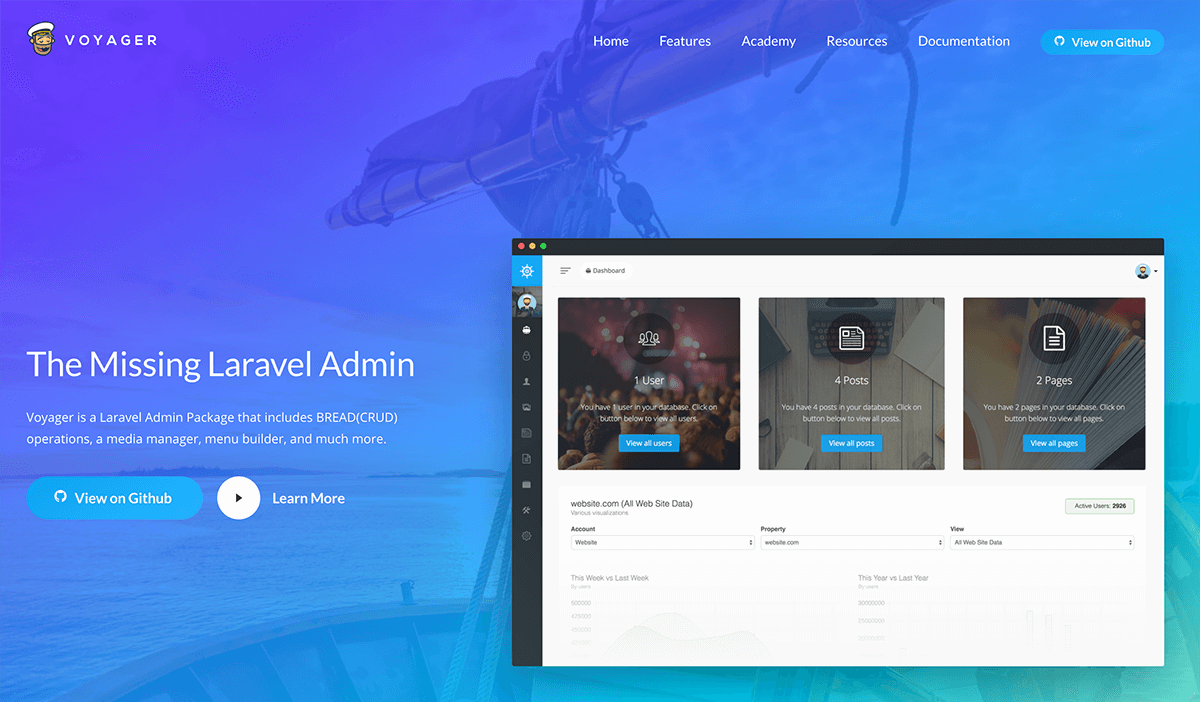 VOYAGER
Home Features Academy Resources Documentation View on Github
The Missing Laravel Admin
Voyager is a Laravel Admin Package that includes BREAD(CRUD)
operations, a media manager, menu builder, and much more.
View on Github Learn More
Dashboard
1 User
You have 1 user in your database. Click on
button below to view all users.
View all users
4 Posts
You have 4 posts in your database. Click on
button below to view all posts.
View all posts
2 Pages
You have 2 pages in your database. Click on
button below to view all pages.
View all pages
website.com (All Web Site Data)
Various visualizations
Active Users: 2926
Account Property View
Website website.com All Web Site Data
This Week vs Last Week
By users
500000
475000
450000
This Year vs Last Year
By users
30000000
25000000